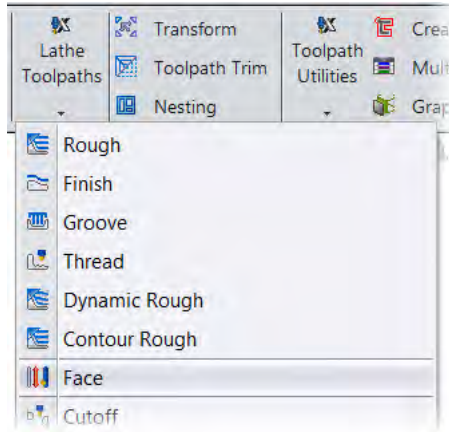 Lathe Toolpaths
Transform
Toolpath Trim
Nesting
Toolpath Utilities
Rough
Finish
Groove
Thread
Dynamic Rough
Contour Rough
Face
Cutoff